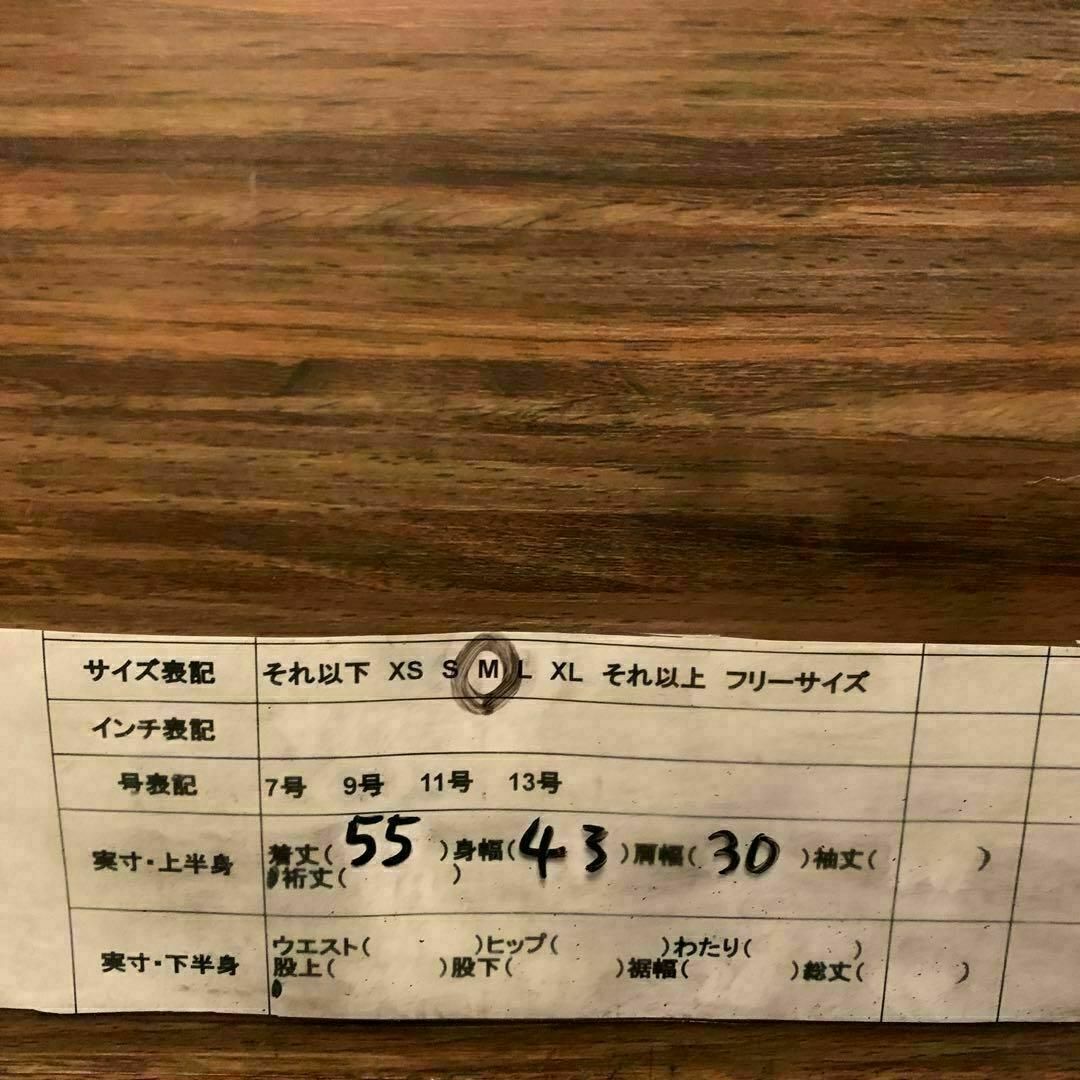 サイズ表記 それ以下 XS S M L XL それ以上 フリーサイズ
インチ表記
号表記 7号 9号 11号 13号
実寸・上半身 着丈( 55 )身幅( 43 )肩幅( 30 )袖丈( )
裄丈( )
実寸・下半身 ウエスト( )ヒップ( )わたり( )
股上( )股下( )裾幅( )総丈( )